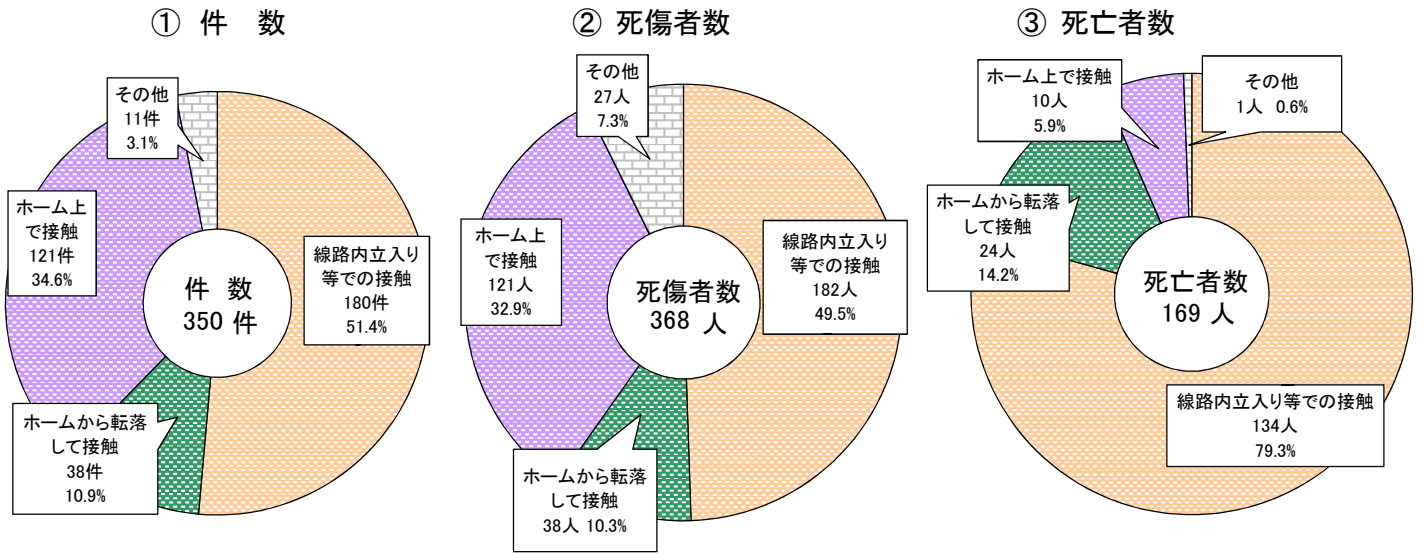 ① 件　数
その他
11件
3.1%
ホーム上
で接触
121件
34.6%
件　数
350 件
線路内立入り
等での接触
180件
51.4%
ホームから転落
して接触
38件
10.9%
② 死傷者数
その他
27人
7.3%
ホーム上
で接触
121人
32.9%
死傷者数
368 人
線路内立入り
等での接触
182人
49.5%
ホームから転落
して接触
38人 10.3%
③ 死亡者数
ホーム上で接触
10人
5.9%
その他
1人 0.6%
ホームから転落
して接触
24人
14.2%
死亡者数
169 人
線路内立入り等での接触
134人
79.3%